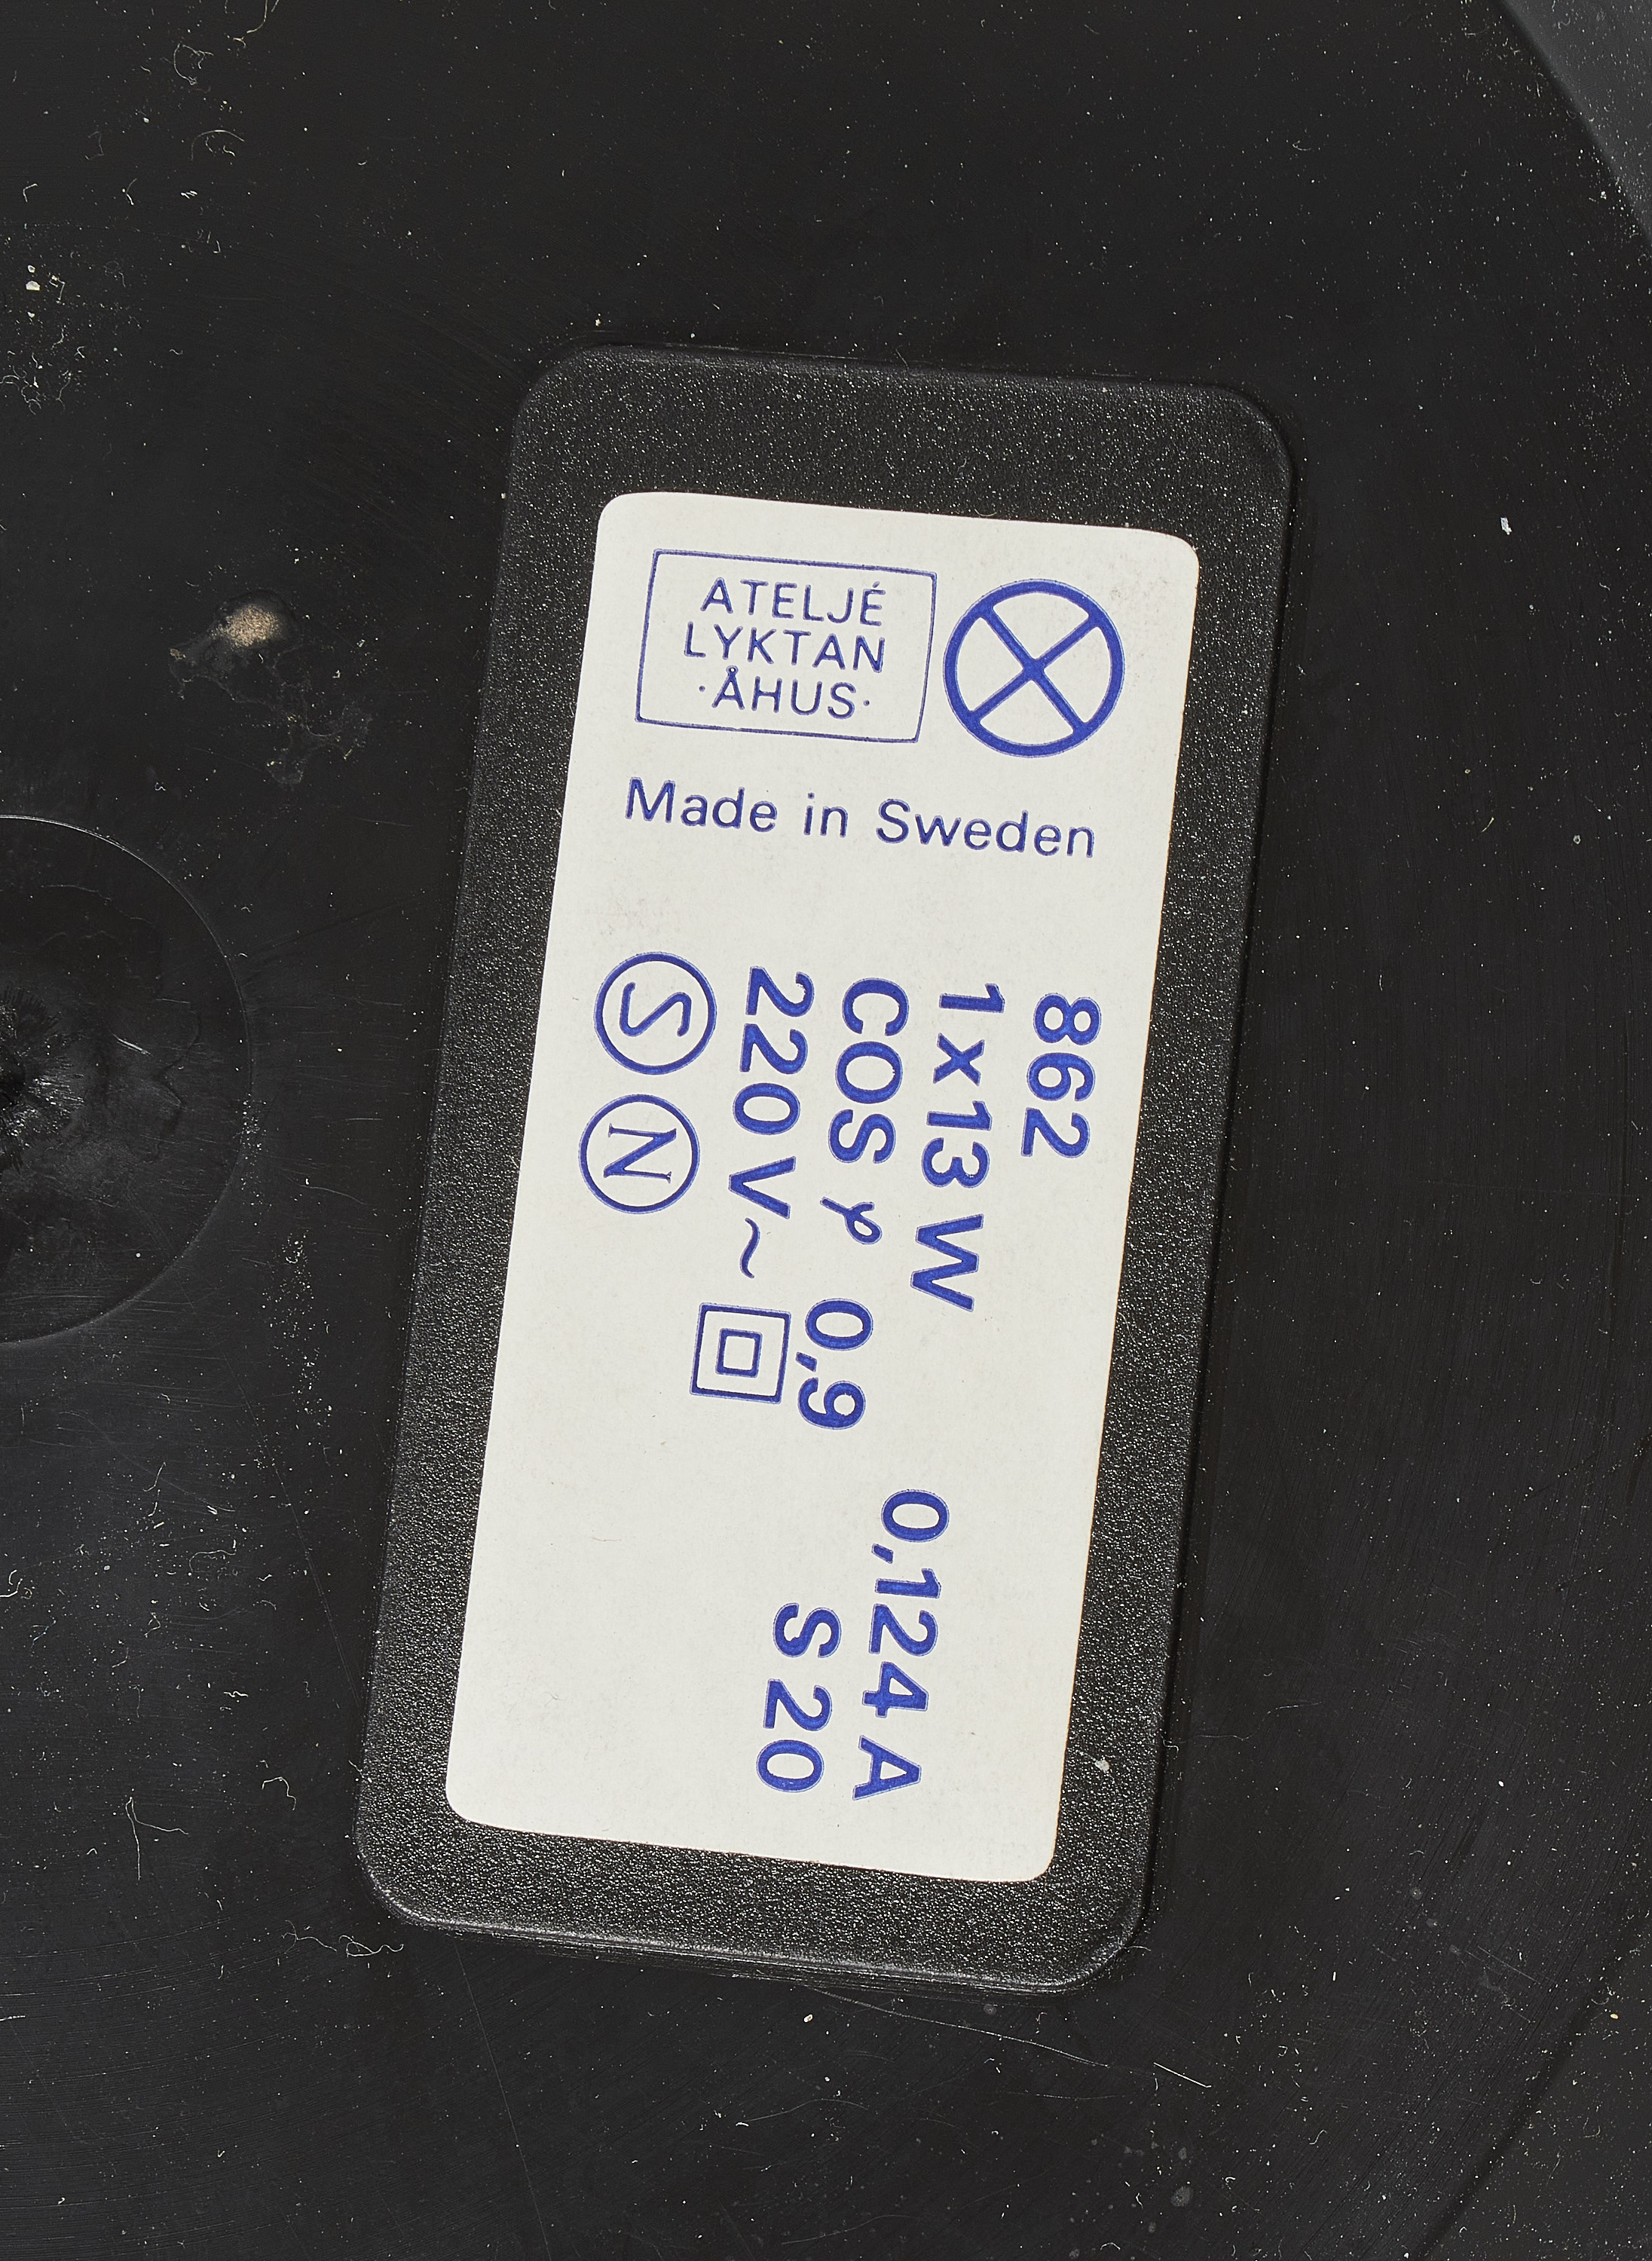 ATELJÉ
LYKTAN
·ÅHUS·
Made in Sweden
862
1x13 W 0,124 A
COS φ 0,9 S 20
220 V~
S N